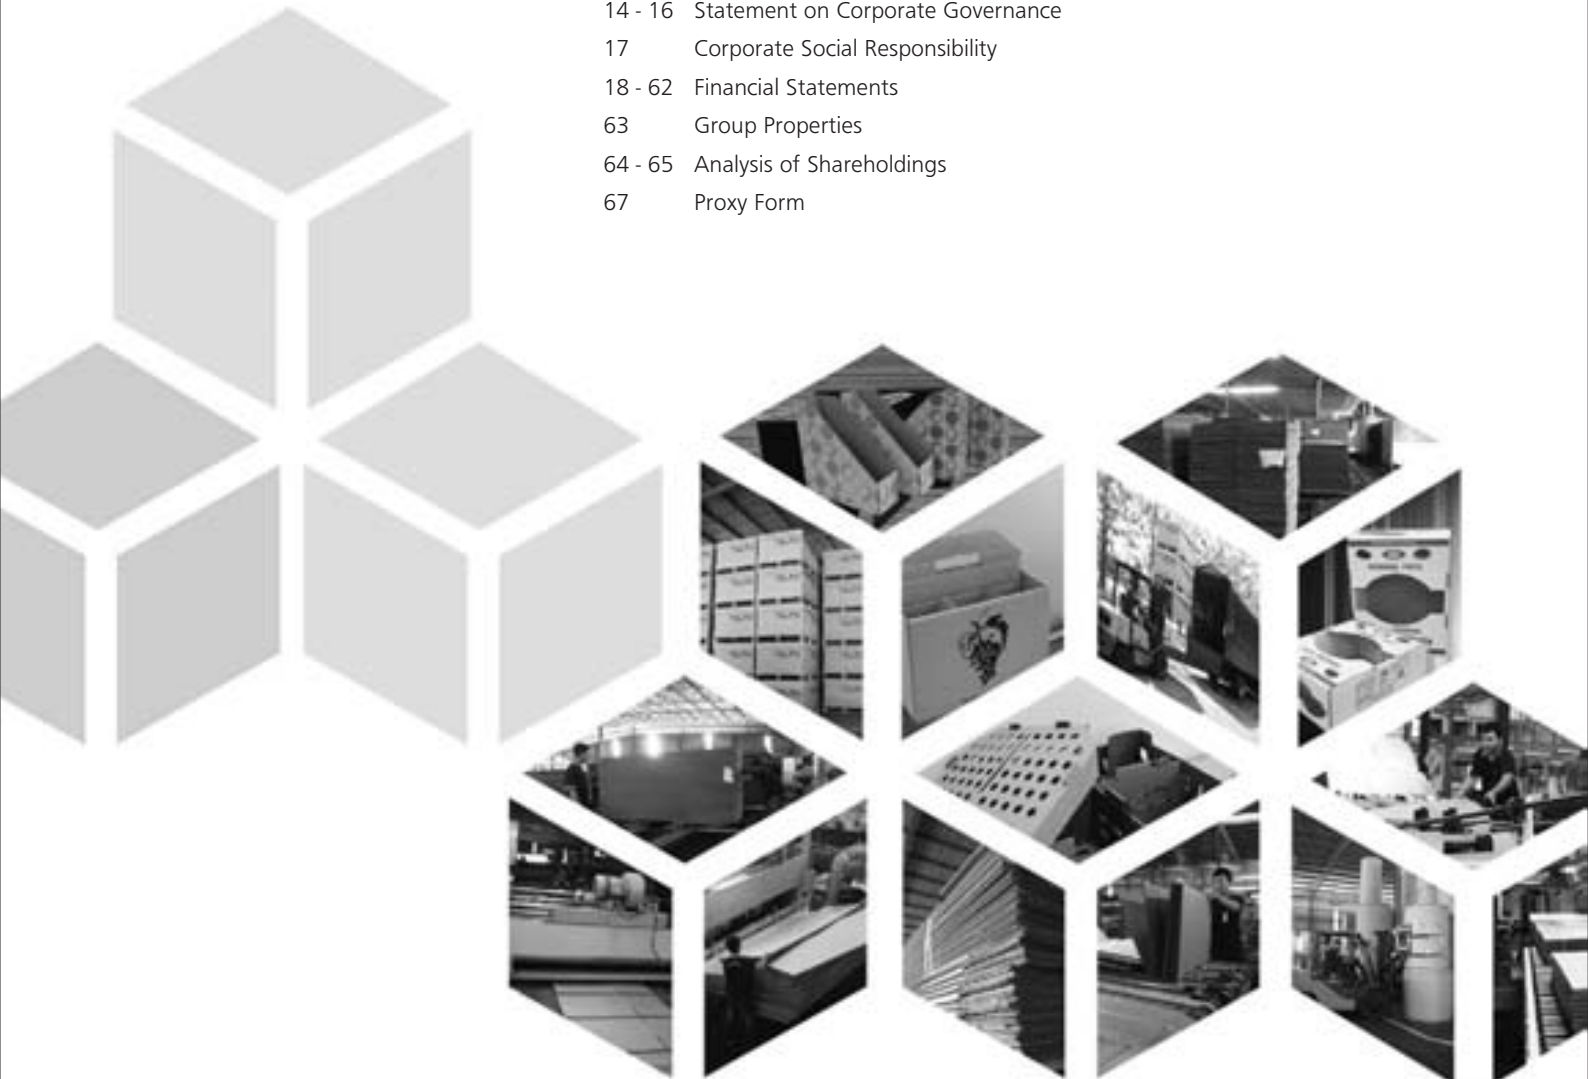 14 - 16 Statement on Corporate Governance
17 Corporate Social Responsibility
18 - 62 Financial Statements
63 Group Properties
64 - 65 Analysis of Shareholdings
67 Proxy Form